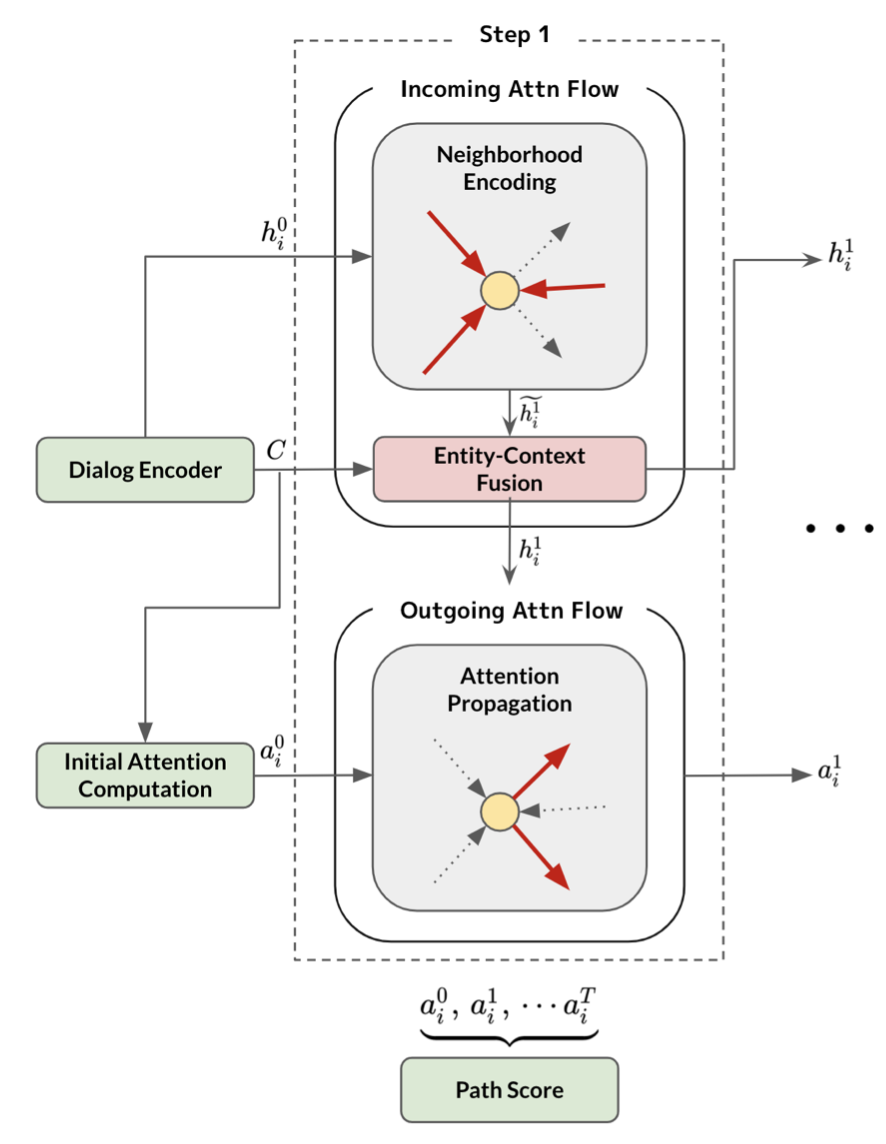 Step 1
Incoming Attn Flow
Neighborhood
Encoding
$h_i^0$
$h_i^1$
$\widetilde{h_i^1}$
Dialog Encoder
$C$
Entity-Context
Fusion
. . .
$h_i^1$
Outgoing Attn Flow
Attention
Propagation
Initial Attention
Computation
$a_i^0$
$a_i^1$
$a_i^0, a_i^1, \cdots a_i^T$
Path Score